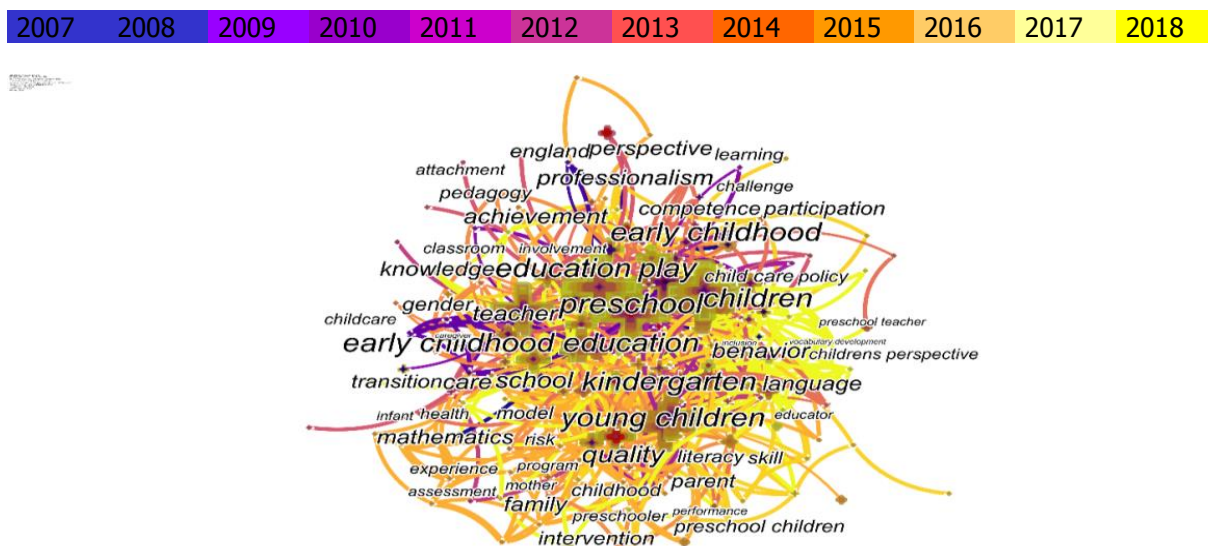 2007 2008 2009 2010 2011 2012 2013 2014 2015 2016 2017 2018
england perspective learning
attachment professionalism challenge
pedagogy competence participation
achievement early childhood
classroom involvement
knowledge education play child care policy
gender teacher preschool children
childcare preschool teacher
caregiver inclusion vocabulary development
early childhood education behavior childrens perspective
transition care school kindergarten language
infant health model young children educator
mathematics risk quality literacy skill
experience program parent
assessment mother childhood
family preschooler performance preschool children
intervention